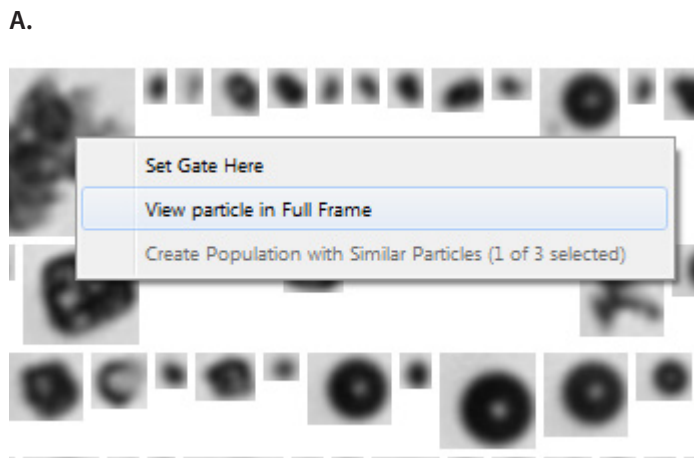 A.
Set Gate Here
View particle in Full Frame
Create Population with Similar Particles (1 of 3 selected)